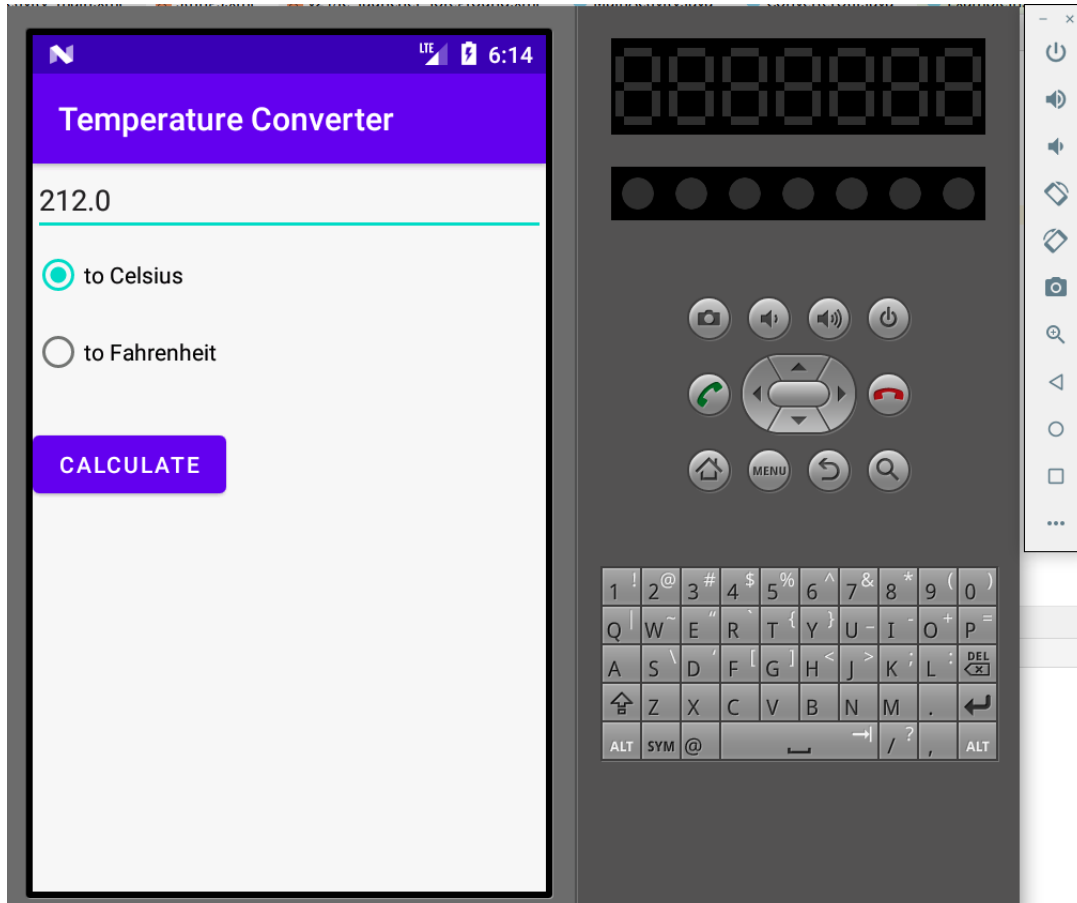 LTE 6:14
Temperature Converter
212.0
to Celsius
to Fahrenheit
CALCULATE
MENU
1 ! 2 @ 3 # 4 $ 5 % 6 ^ 7 & 8 * 9 ( 0 )
Q | W ~ E “ R ` T { Y } U _ I - O + P =
A S \ D ‘ F [ G ] H < J > K ; L : DEL
Z X C V B N M .
ALT SYM @ / ? , ALT